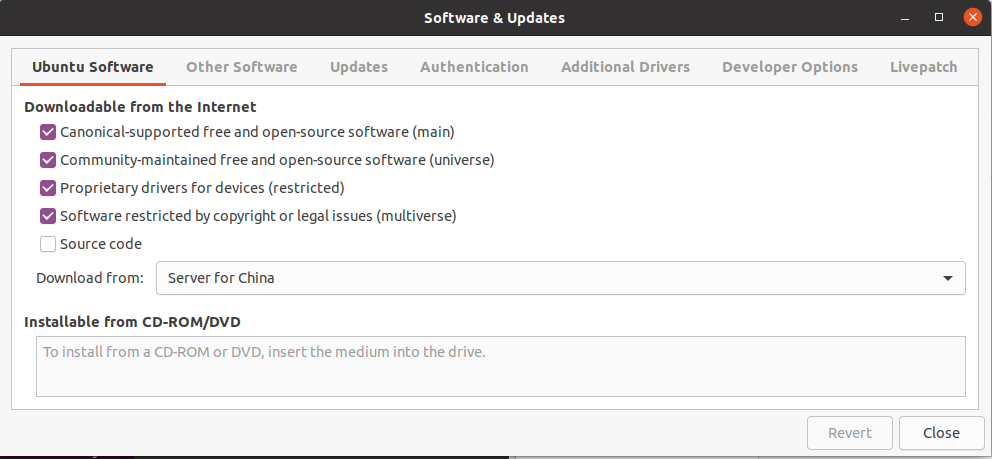 Software & Updates
Ubuntu Software Other Software Updates Authentication Additional Drivers Developer Options Livepatch
Downloadable from the Internet
Canonical-supported free and open-source software (main)
Community-maintained free and open-source software (universe)
Proprietary drivers for devices (restricted)
Software restricted by copyright or legal issues (multiverse)
Source code
Download from: Server for China
Installable from CD-ROM/DVD
To install from a CD-ROM or DVD, insert the medium into the drive.
Revert Close